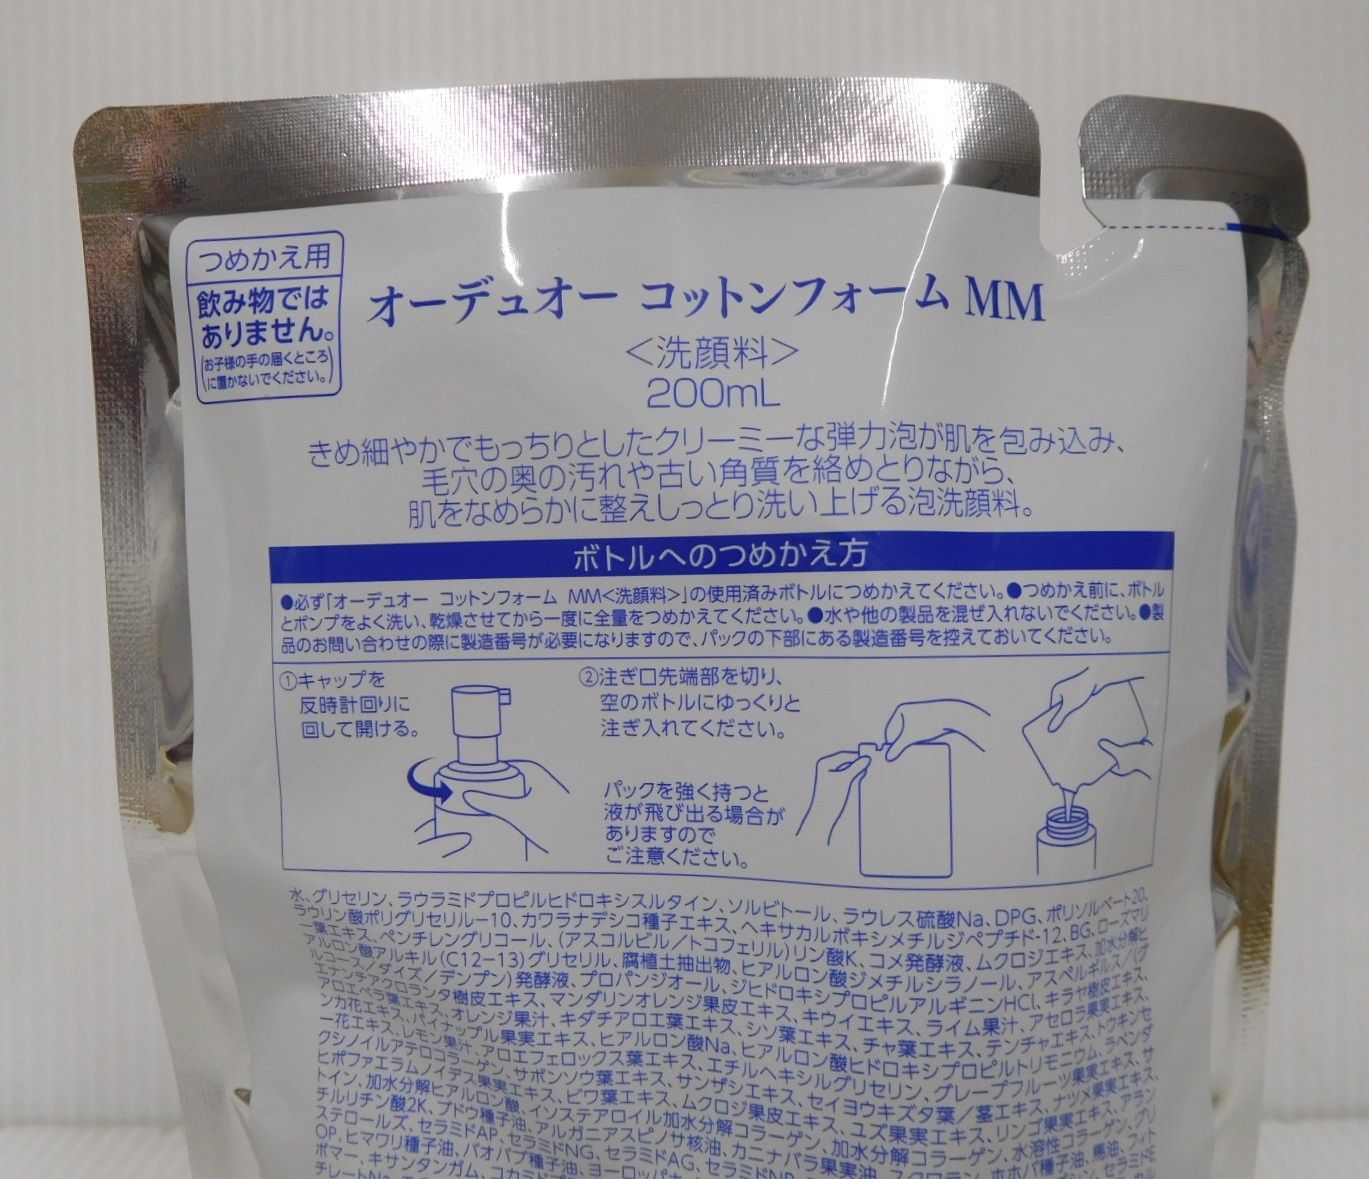 つめかえ用
飲み物では
ありません。
(お子様の手の届くところ
に置かないでください。)
オーデュオー コットンフォーム MM
<洗顔料>
200mL
きめ細やかでもっちりとしたクリーミーな弾力泡が肌を包み込み、
毛穴の奥の汚れや古い角質を絡めとりながら、
肌をなめらかに整えしっとり洗い上げる泡洗顔料。
ボトルへのつめかえ方
●必ず「オーデュオー コットンフォーム MM<洗顔料>」の使用済みボトルにつめかえてください。●つめかえ前に、ボトル
とポンプをよく洗い、乾燥させてから一度に全量をつめかえてください。●水や他の製品を混ぜ入れないでください。●製
品のお問い合わせの際に製造番号が必要になりますので、パックの下部にある製造番号を控えておいてください。
①キャップを
反時計回りに
回して開ける。
②注ぎ口先端部を切り、
空のボトルにゆっくりと
注ぎ入れてください。
パックを強く持つと
液が飛び出る場合が
ありますので
ご注意ください。
水、グリセリン、ラウラミドプロピルヒドロキシスルタイン、ソルビトール、ラウレス硫酸Na、DPG、ポリソルベート20、
ラウリン酸ポリグリセリル-10、カワラナデシコ種子エキス、ヘキサカルボキシメチルジペプチド-12、BG、ローズマリ
ー葉エキス、ペンチレングリコール、(アスコルビル/トコフェリル)リン酸K、コメ発酵液、ムクロジエキス、加水分解ヒ
アルロン酸アルキル(C12-13)グリセリル、腐植土抽出物、ヒアルロン酸ジメチルシラノール、アスペルギルス/(グ
ルコース/ダイズ/デンプン)発酵液、プロパンジオール、ジヒドロキシプロピルアルギニンHCl、キラヤ樹皮エキス、
エナンチアクロランタ樹皮エキス、マンダリンオレンジ果皮エキス、キウイエキス、ライム果汁、アセロラ果実エキス、
アロエベラ葉エキス、オレンジ果汁、キダチアロエ葉エキス、シソ葉エキス、チャ葉エキス、テンチャエキス、トウキンセ
ンカ花エキス、パイナップル果実エキス、ヒアルロン酸Na、ヒアルロン酸ヒドロキシプロピルトリモニウム、ラベンダ
ー花エキス、レモン果汁、アロエフェロックス葉エキス、エチルヘキシルグリセリン、グレープフルーツ果実エキス、サ
クシノイルアテロコラーゲン、サボンソウ葉エキス、サンザシエキス、セイヨウキズタ葉/茎エキス、ナツメ果実エキス、
ヒポファエラムノイデス果実エキス、ビワ葉エキス、ムクロジ果皮エキス、ユズ果実エキス、リンゴ果実エキス、アラン
トイン、加水分解ヒアルロン酸、イソステアロイル加水分解コラーゲン、加水分解コラーゲン、水溶性コラーゲン、グリ
チルリチン酸2K、ブドウ種子油、アルガニアスピノサ核油、カニナバラ果実油、スクワラン、ホホバ種子油、馬油、フィト
ステロールズ、セラミドAP、セラミドNG、セラミドAG、セラミドNP、
OP、ヒマワリ種子油、バオバブ種子油、
ポマー、キサンタンガム、